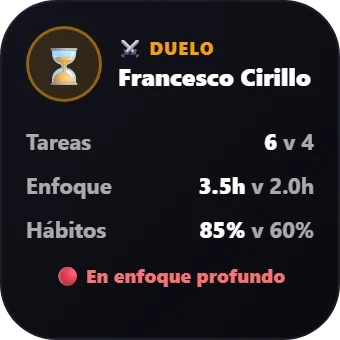 ⚔️ DUELO
Francesco Cirillo
Tareas 6 v 4
Enfoque 3.5h v 2.0h
Hábitos 85% v 60%
🔴 En enfoque profundo